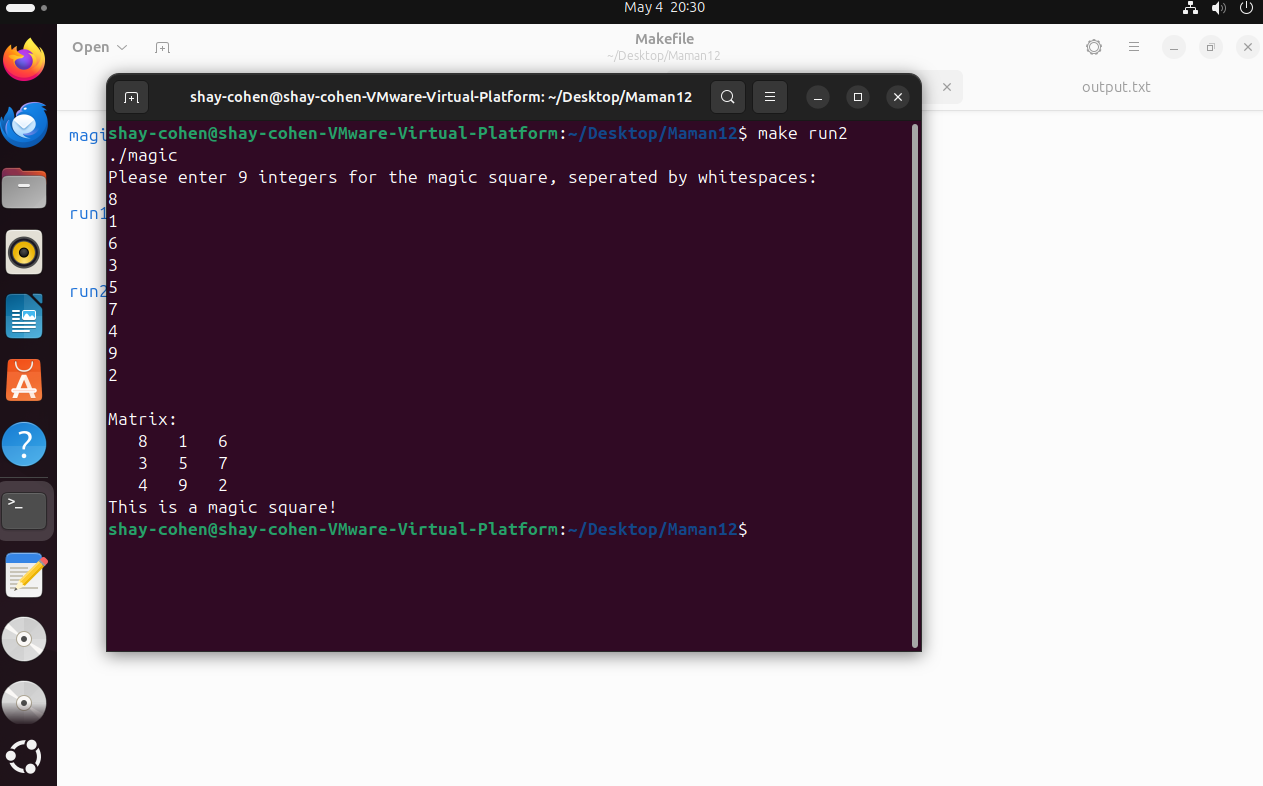 May 4 20:30
Open
Makefile
~/Desktop/Maman12
output.txt
shay-cohen@shay-cohen-VMware-Virtual-Platform: ~/Desktop/Maman12
magi
run1
run2
shay-cohen@shay-cohen-VMware-Virtual-Platform:~/Desktop/Maman12$ make run2
./magic
Please enter 9 integers for the magic square, seperated by whitespaces:
8
1
6
3
5
7
4
9
2
Matrix:
8 1 6
3 5 7
4 9 2
This is a magic square!
shay-cohen@shay-cohen-VMware-Virtual-Platform:~/Desktop/Maman12$